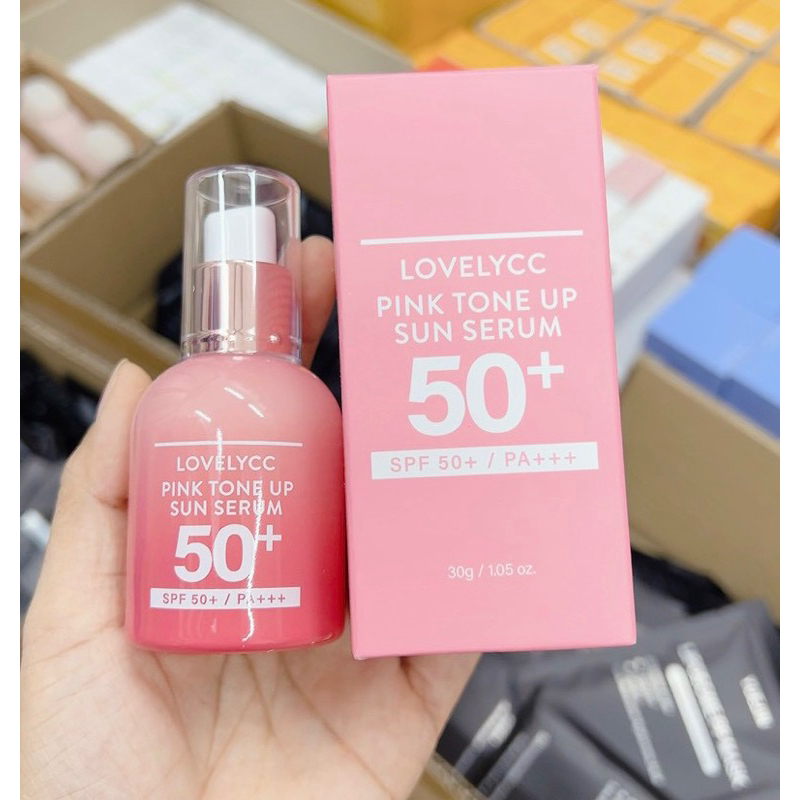 LOVELYCC
PINK TONE UP
SUN SERUM
50+
SPF 50+ / PA+++
30g / 1.05 oz.
LOVELYCC
PINK TONE UP
SUN SERUM
50+
SPF 50+ / PA+++